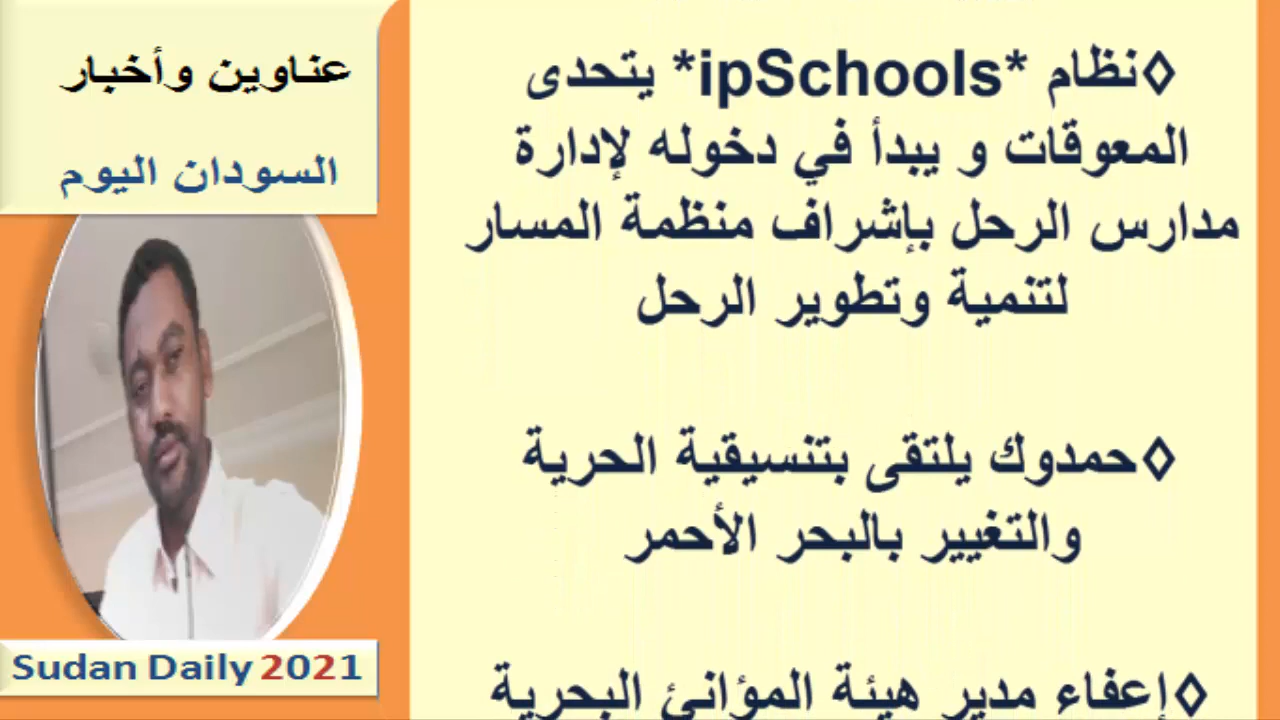 عناوين وأخبار
السودان اليوم
Sudan Daily 2021
◊نظام *ipSchools* يتحدى
المعوقات و يبدأ في دخوله لإدارة
مدارس الرحل بإشراف منظمة المسار
لتنمية وتطوير الرحل
◊حمدوك يلتقى بتنسيقية الحرية
والتغيير بالبحر الأحمر
◊إعفاء مدير هيئة المؤانئ البحرية